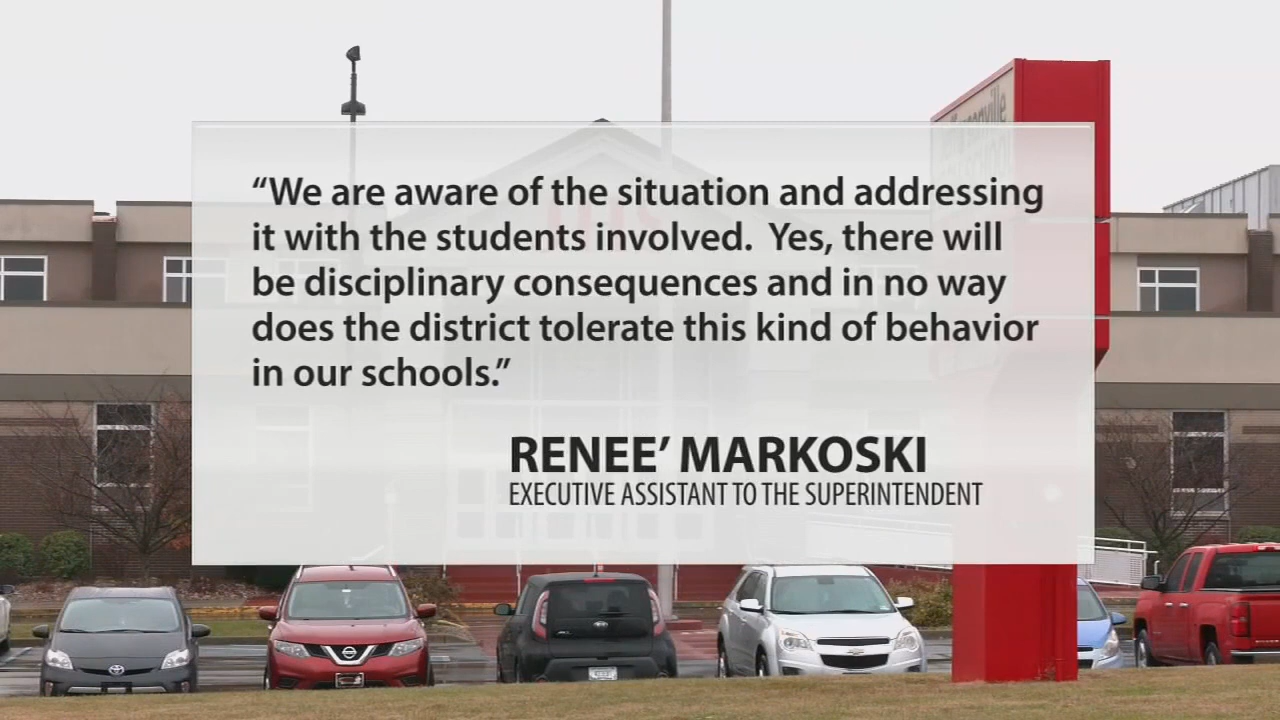 “We are aware of the situation and addressing
it with the students involved.  Yes, there will
be disciplinary consequences and in no way
does the district tolerate this kind of behavior
in our schools.”
RENEE’ MARKOSKI
EXECUTIVE ASSISTANT TO THE SUPERINTENDENT